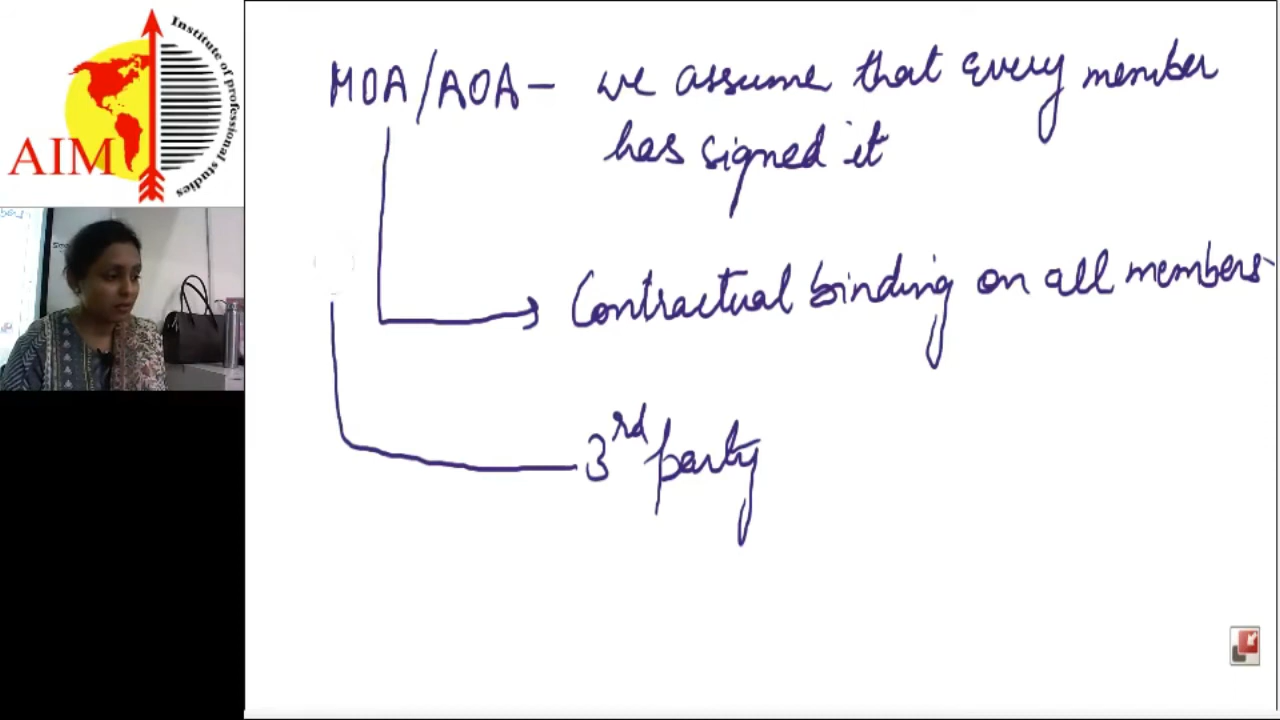 Institute of professional studies
AIM
MOA/AOA - we assume that every member
has signed it
Contractual binding on all members
3rd party